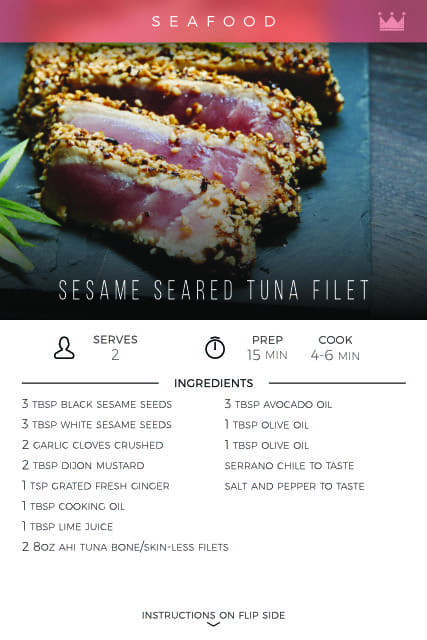 SEAFOOD
SESAME SEARED TUNA FILET
SERVES
2
PREP
15 MIN
COOK
4-6 MIN
INGREDIENTS
3 TBSP BLACK SESAME SEEDS
3 TBSP WHITE SESAME SEEDS
2 GARLIC CLOVES CRUSHED
2 TBSP DIJON MUSTARD
1 TSP GRATED FRESH GINGER
1 TBSP COOKING OIL
1 TBSP LIME JUICE
2 8OZ AHI TUNA BONE/SKIN-LESS FILETS
3 TBSP AVOCADO OIL
1 TBSP OLIVE OIL
1 TBSP OLIVE OIL
SERRANO CHILE TO TASTE
SALT AND PEPPER TO TASTE
INSTRUCTIONS ON FLIP SIDE